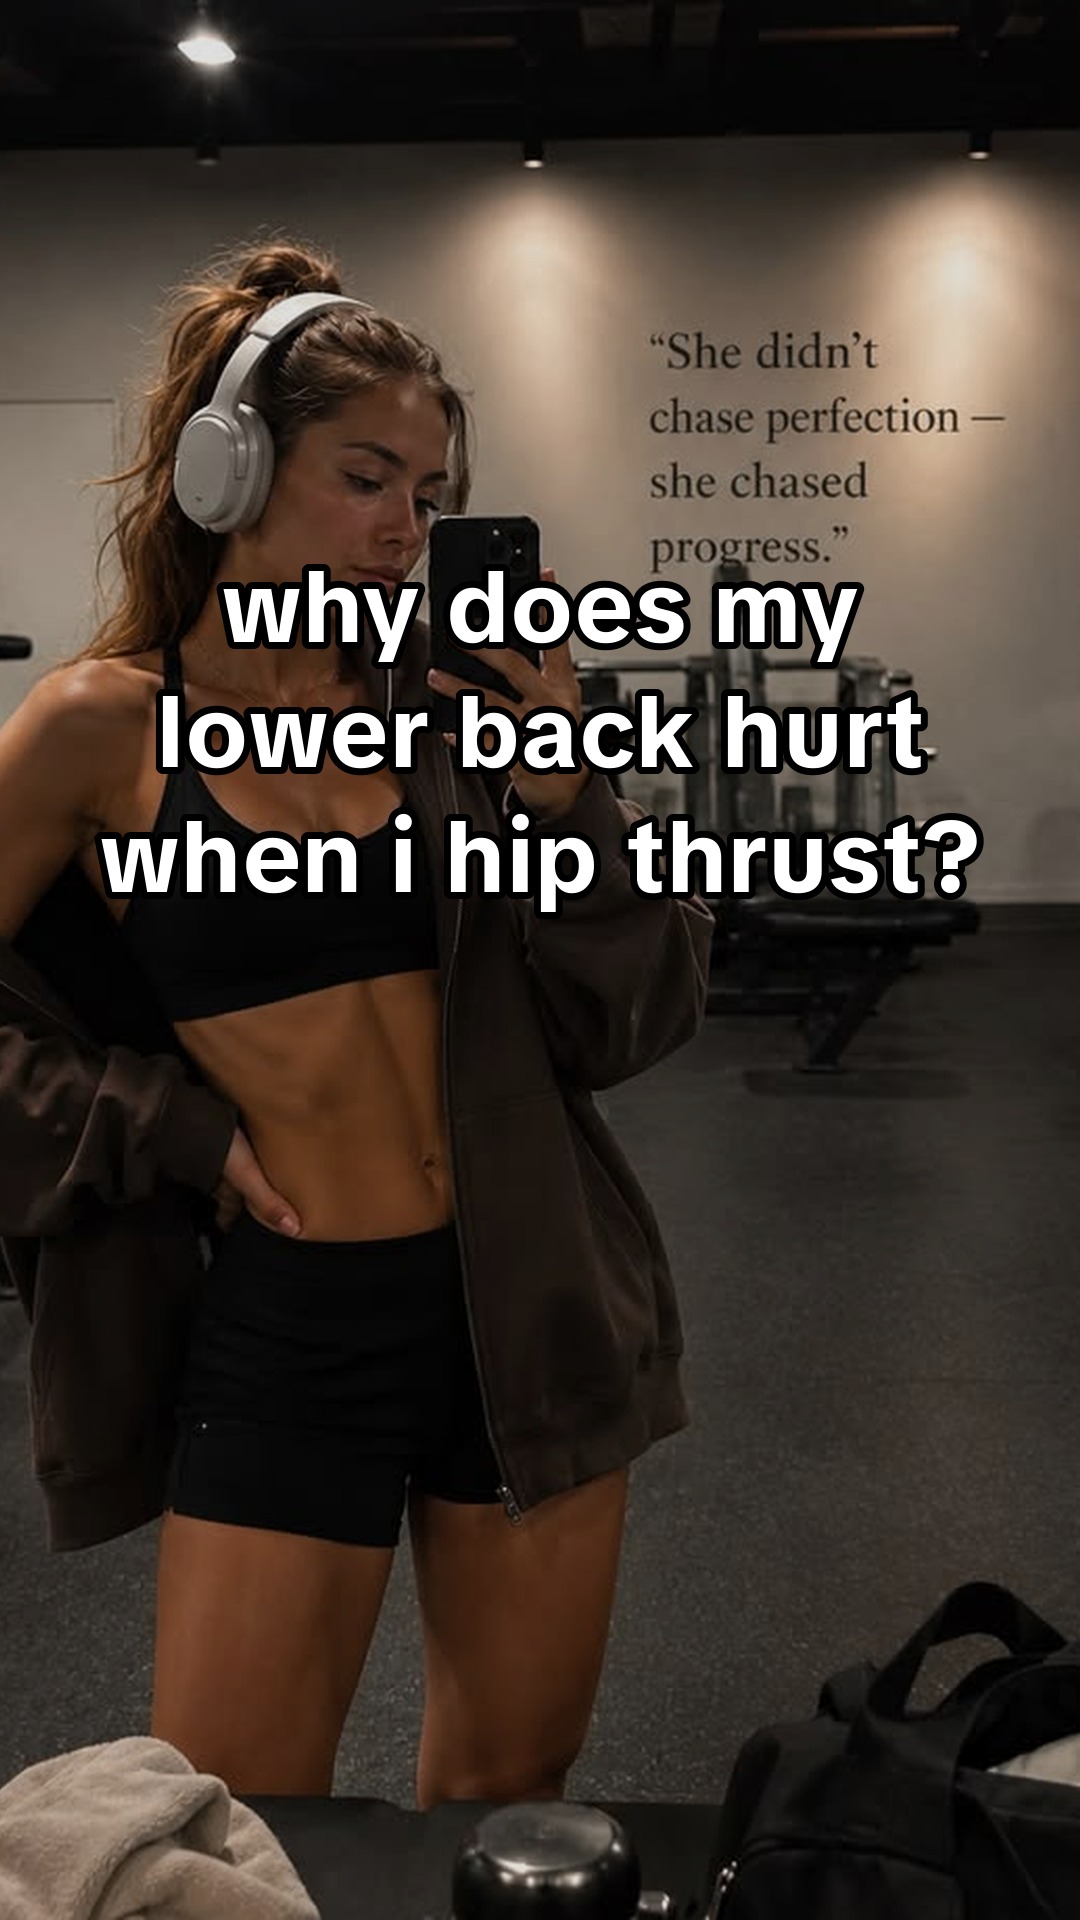 “She didn’t
chase perfection —
she chased
progress.”
why does my
lower back hurt
when i hip thrust?